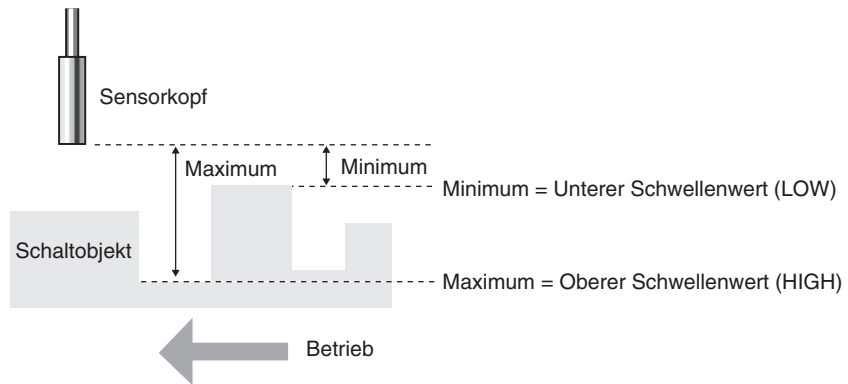 Sensorkopf
Maximum
Minimum
Minimum = Unterer Schwellenwert (LOW)
Schaltobjekt
Maximum = Oberer Schwellenwert (HIGH)
Betrieb